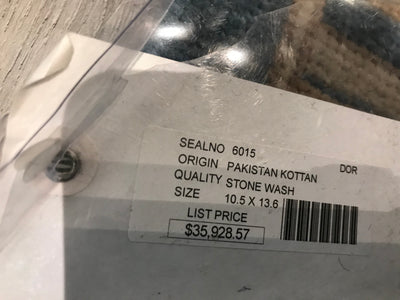 SEALNO 6015
ORIGIN PAKISTAN KOTTAN DOR
QUALITY STONE WASH
SIZE 10.5 X 13.6
LIST PRICE
$35,928.57